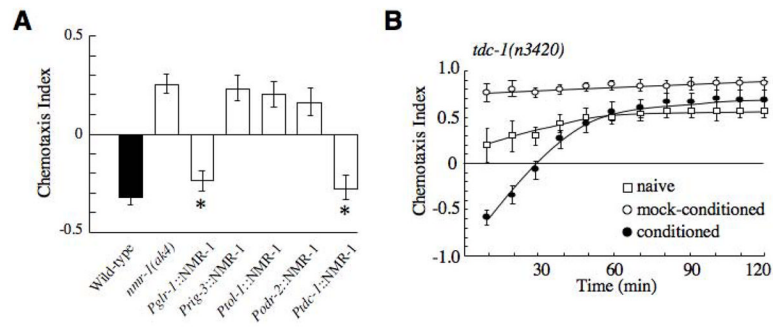 A
0.5
0
-0.5
Chemotaxis Index
*
*
Wild-type
nmr-1(ak4)
Pglr-1::NMR-1
Prig-3::NMR-1
Ptol-1::NMR-1
Podr-2::NMR-1
Ptdc-1::NMR-1
B
tdc-1(n3420)
1.0
0.5
0
-0.5
-1.0
Chemotaxis Index
naive
mock-conditioned
conditioned
30 60 90 120
Time (min)